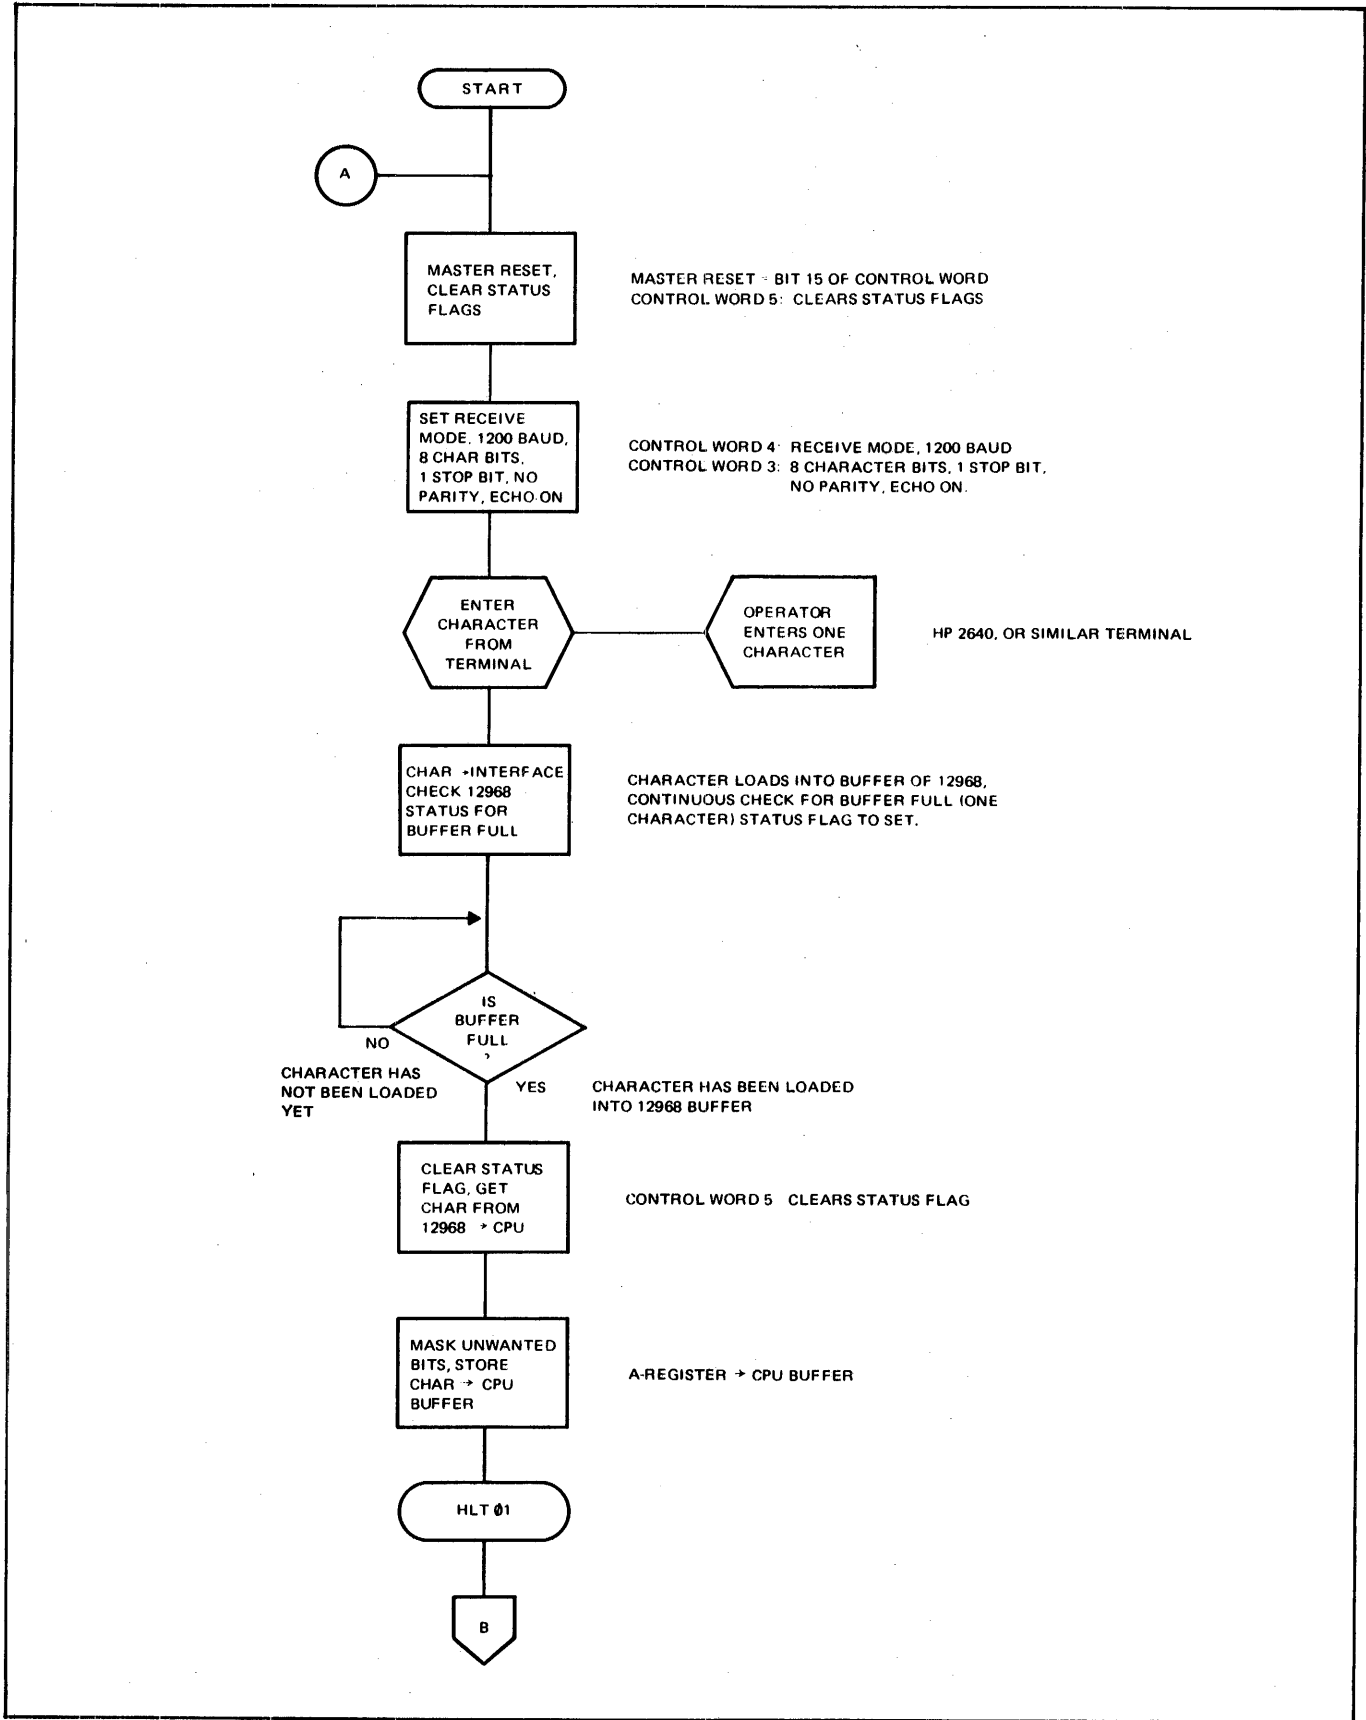 START
A
MASTER RESET,
CLEAR STATUS
FLAGS
MASTER RESET - BIT 15 OF CONTROL WORD
CONTROL WORD 5: CLEARS STATUS FLAGS
SET RECEIVE
MODE, 1200 BAUD,
8 CHAR BITS,
1 STOP BIT, NO
PARITY, ECHO ON
CONTROL WORD 4: RECEIVE MODE, 1200 BAUD
CONTROL WORD 3: 8 CHARACTER BITS, 1 STOP BIT,
NO PARITY, ECHO ON.
ENTER
CHARACTER
FROM
TERMINAL
OPERATOR
ENTERS ONE
CHARACTER
HP 2640, OR SIMILAR TERMINAL
CHAR →INTERFACE
CHECK 12968
STATUS FOR
BUFFER FULL
CHARACTER LOADS INTO BUFFER OF 12968,
CONTINUOUS CHECK FOR BUFFER FULL (ONE
CHARACTER) STATUS FLAG TO SET.
IS
BUFFER
FULL
?
NO
CHARACTER HAS
NOT BEEN LOADED
YET
YES
CHARACTER HAS BEEN LOADED
INTO 12968 BUFFER
CLEAR STATUS
FLAG, GET
CHAR FROM
12968 → CPU
CONTROL WORD 5 CLEARS STATUS FLAG
MASK UNWANTED
BITS, STORE
CHAR → CPU
BUFFER
A-REGISTER → CPU BUFFER
HLT Ø1
B